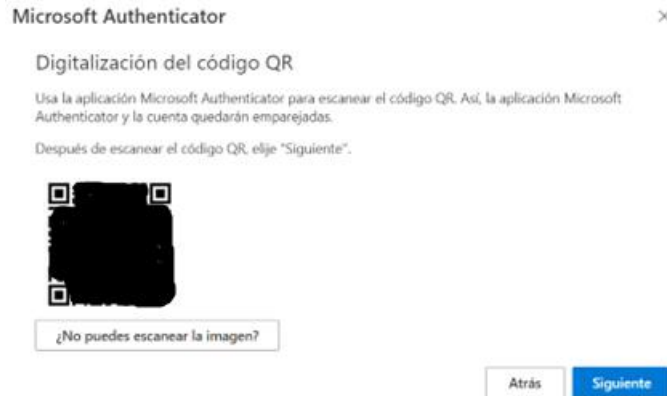 Microsoft Authenticator
Digitalización del código QR
Usa la aplicación Microsoft Authenticator para escanear el código QR. Así, la aplicación Microsoft
Authenticator y la cuenta quedarán emparejadas.
Después de escanear el código QR, elije "Siguiente".
¿No puedes escanear la imagen?
Atrás
Siguiente